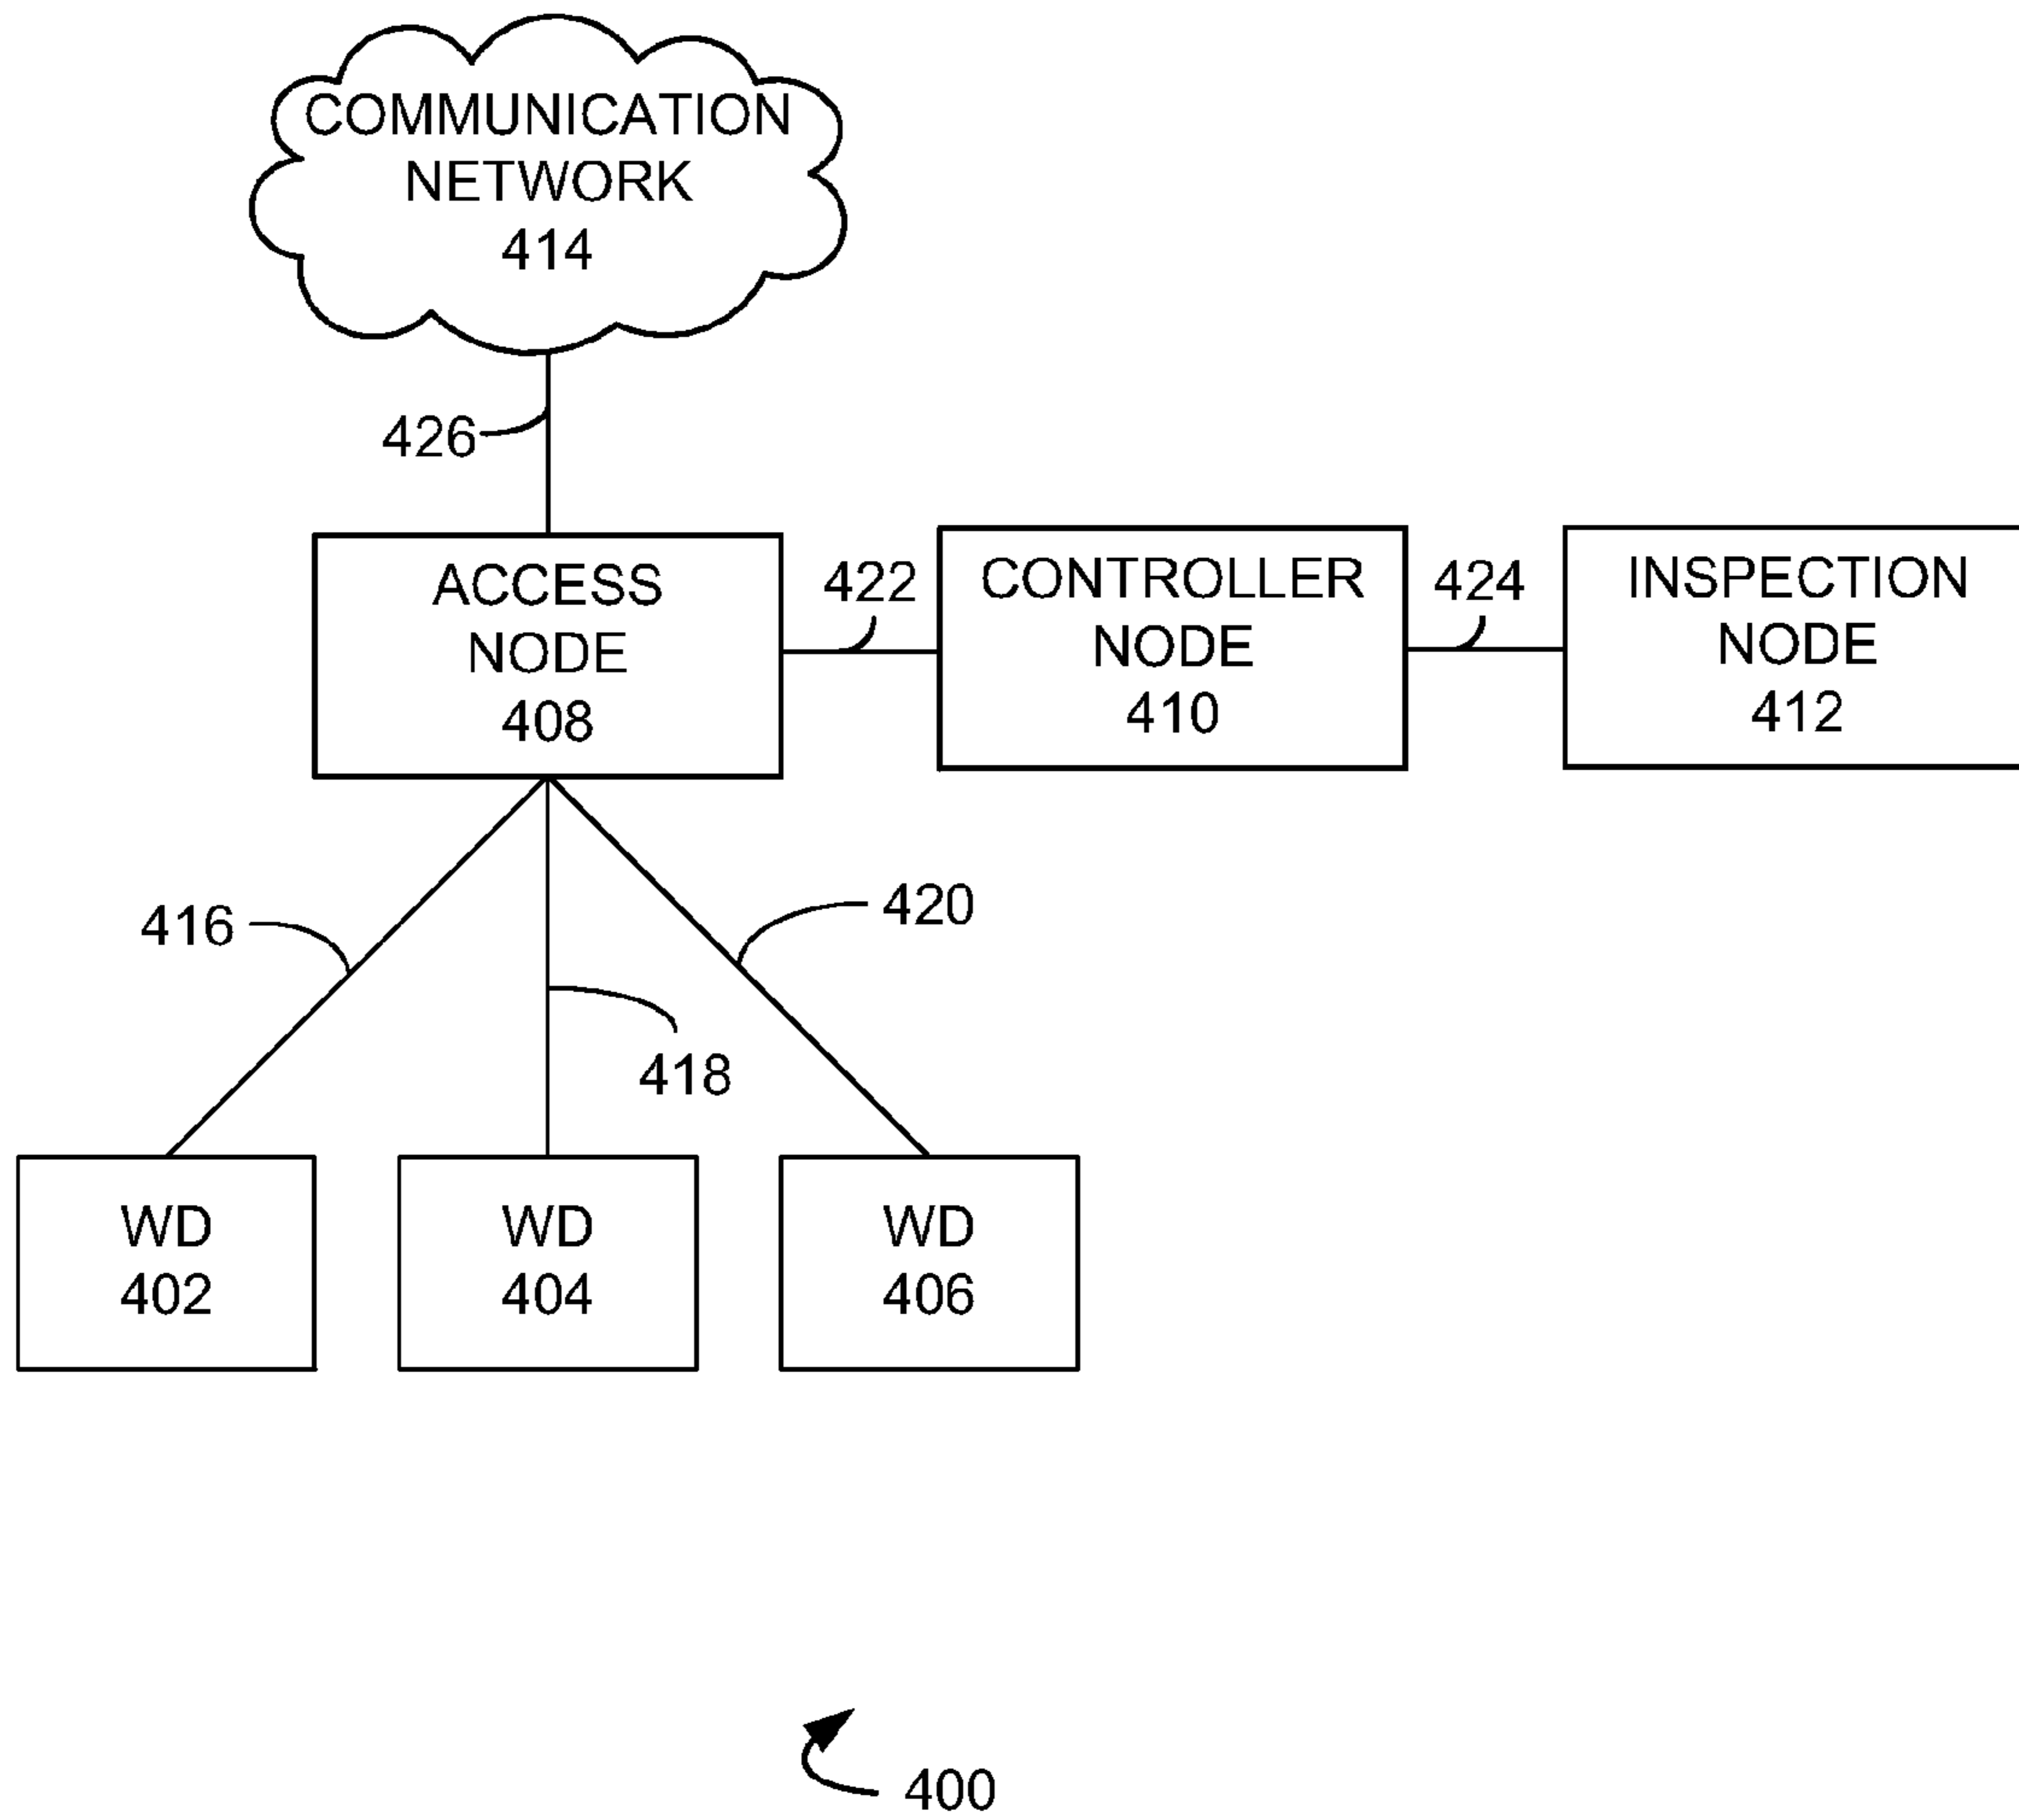 COMMUNICATION
NETWORK
414
426
ACCESS
NODE
408
422
CONTROLLER
NODE
410
424
INSPECTION
NODE
412
416
420
418
WD
402
WD
404
WD
406
400